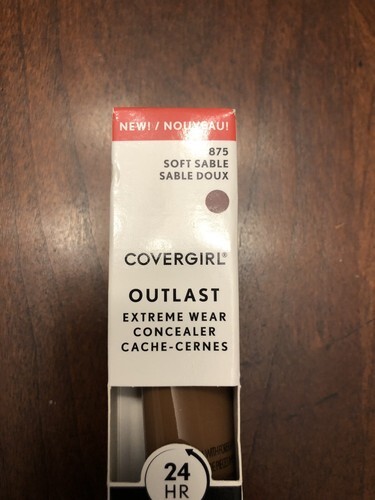 NEW! / NOUVEAU!
875
SOFT SABLE
SABLE DOUX
COVERGIRL®
OUTLAST
EXTREME WEAR
CONCEALER
CACHE-CERNES
24
HR